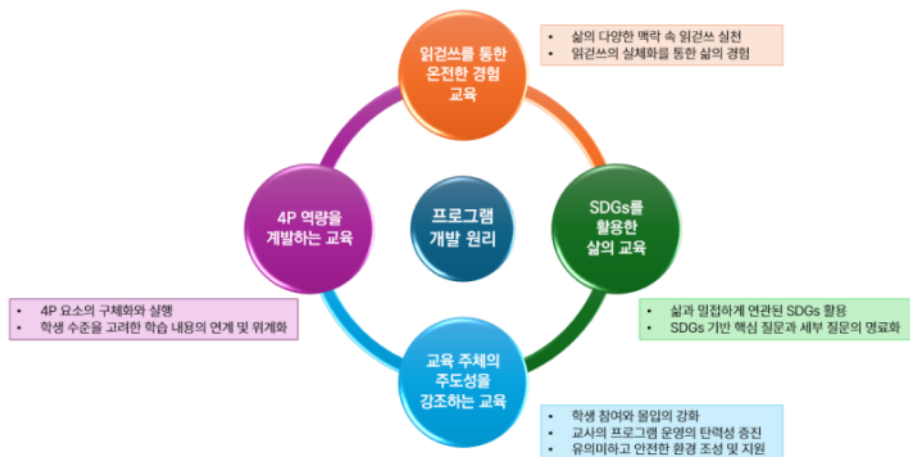 읽걷쓰를 통한
온전한 경험
교육
• 삶의 다양한 맥락 속 읽걷쓰 실천
• 읽걷쓰의 실체화를 통한 삶의 경험
4P 역량을
계발하는 교육
프로그램
개발 원리
SDGs를
활용한
삶의 교육
• 4P 요소의 구체화와 실행
• 학생 수준을 고려한 학습 내용의 연계 및 위계화
• 삶과 밀접하게 연관된 SDGs 활용
• SDGs 기반 핵심 질문과 세부 질문의 명료화
교육 주체의
주도성을
강조하는 교육
• 학생 참여와 몰입의 강화
• 교사의 프로그램 운영의 탄력성 증진
• 유의미하고 안전한 환경 조성 및 지원